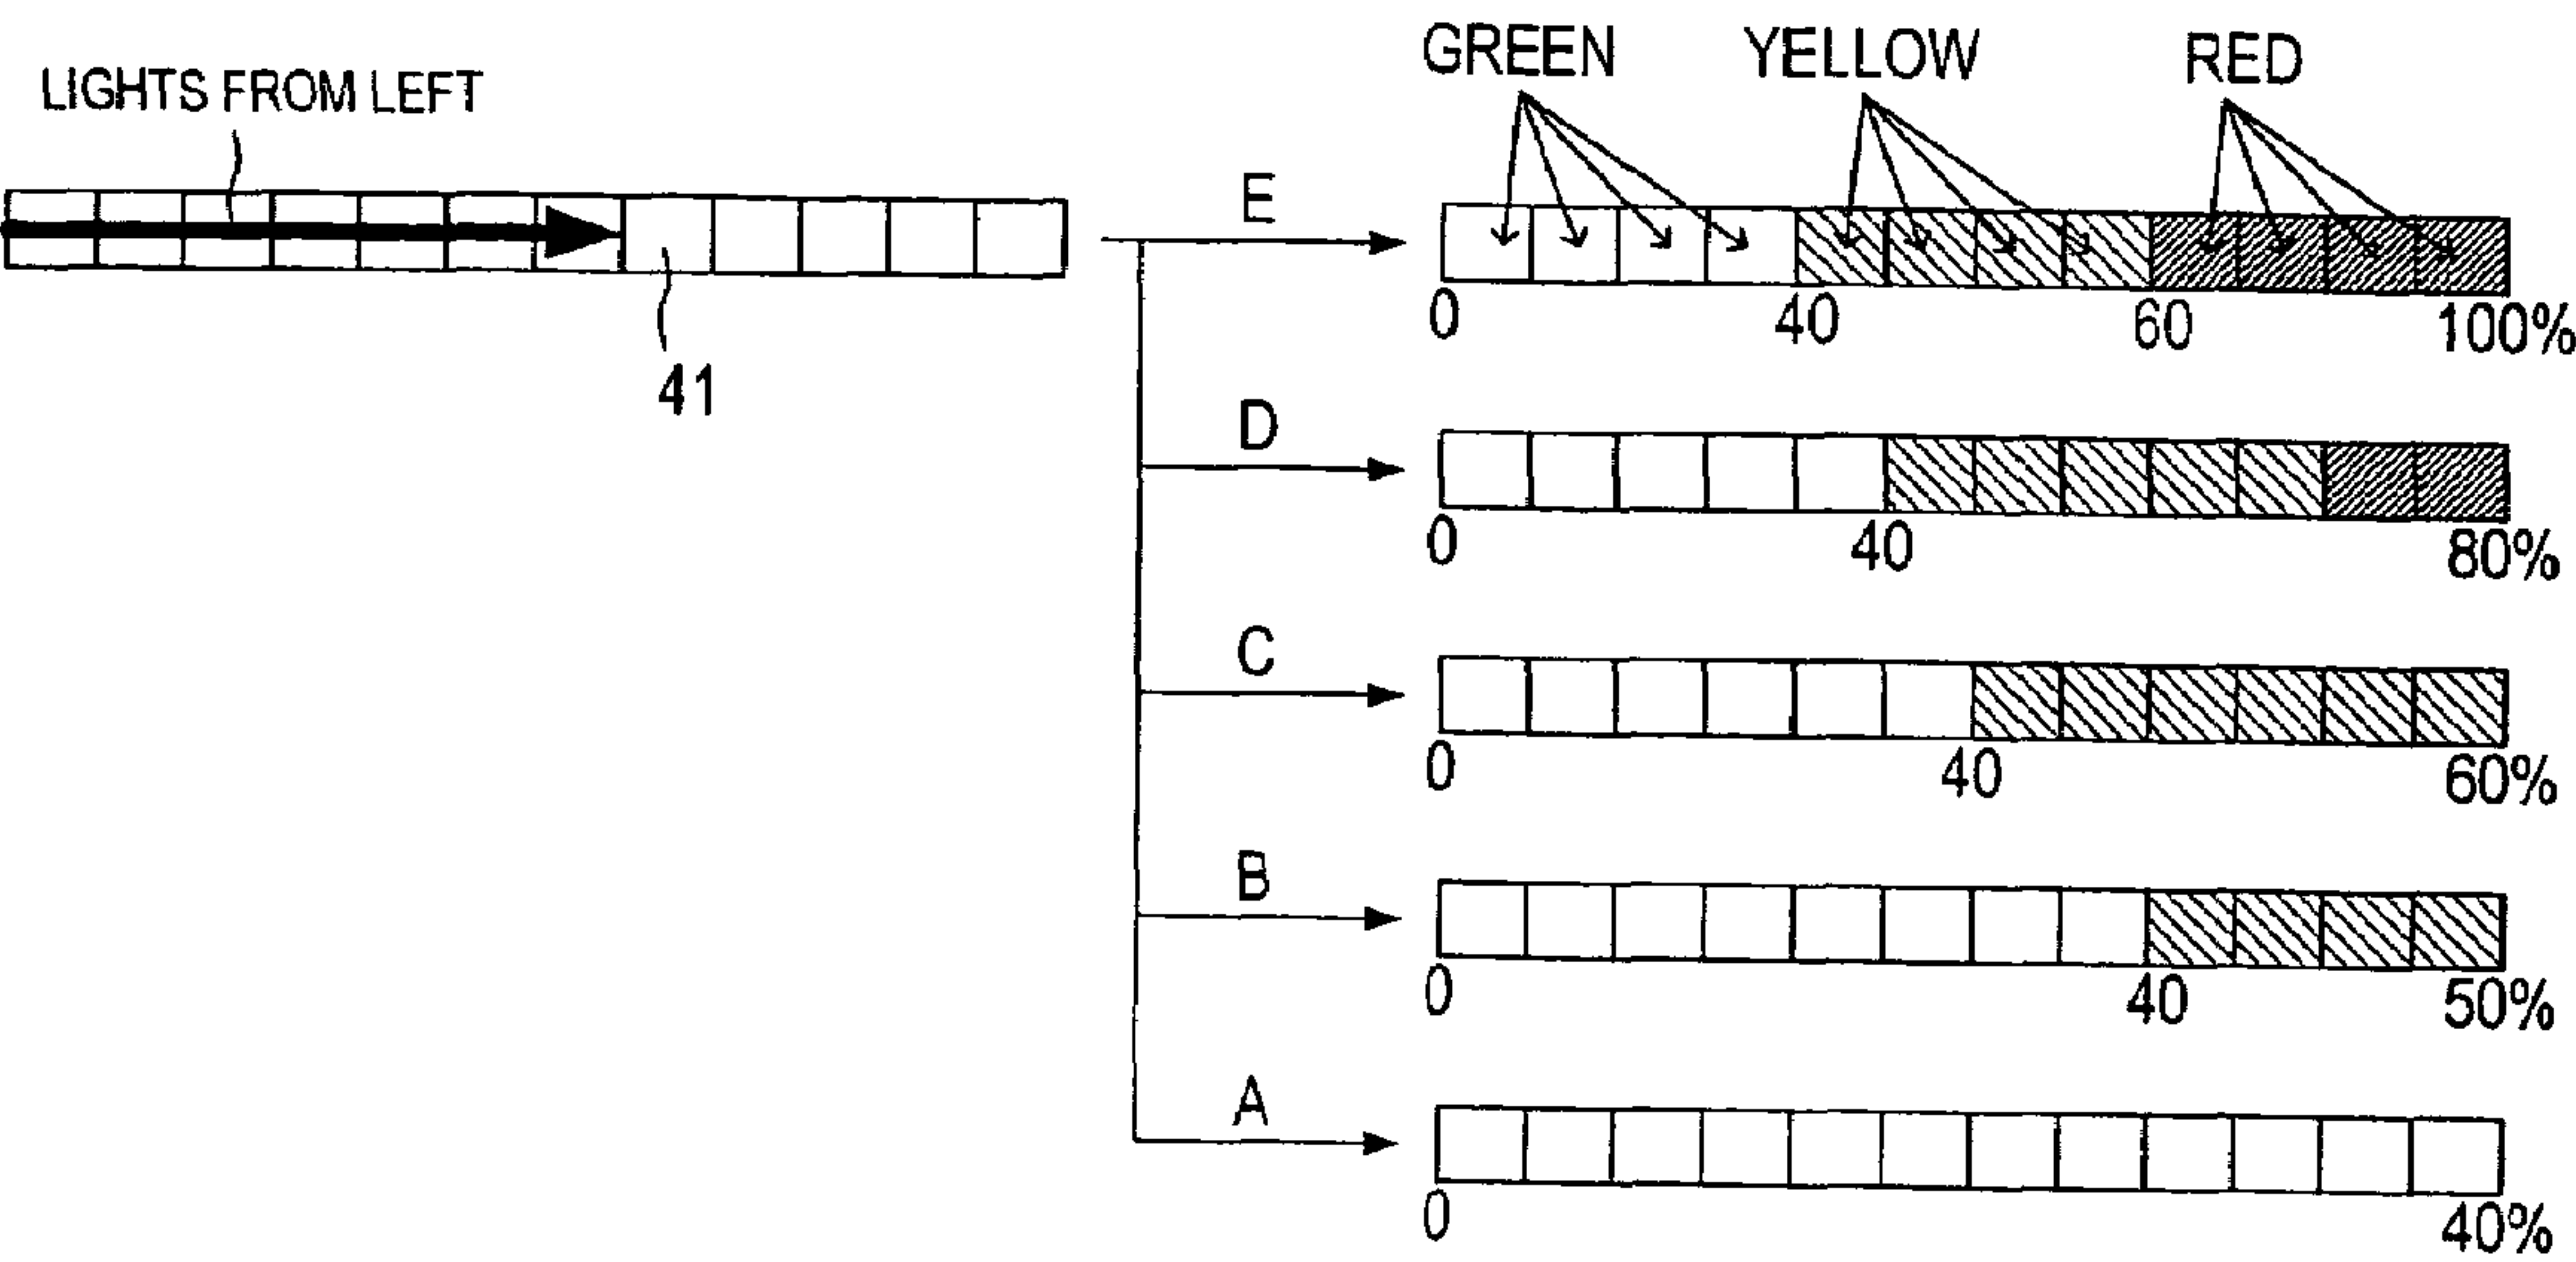 LIGHTS FROM LEFT
41
GREEN YELLOW RED
E
0 40 60 100%
D
0 40 80%
C
0 40 60%
B
0 40 50%
A
0 40%